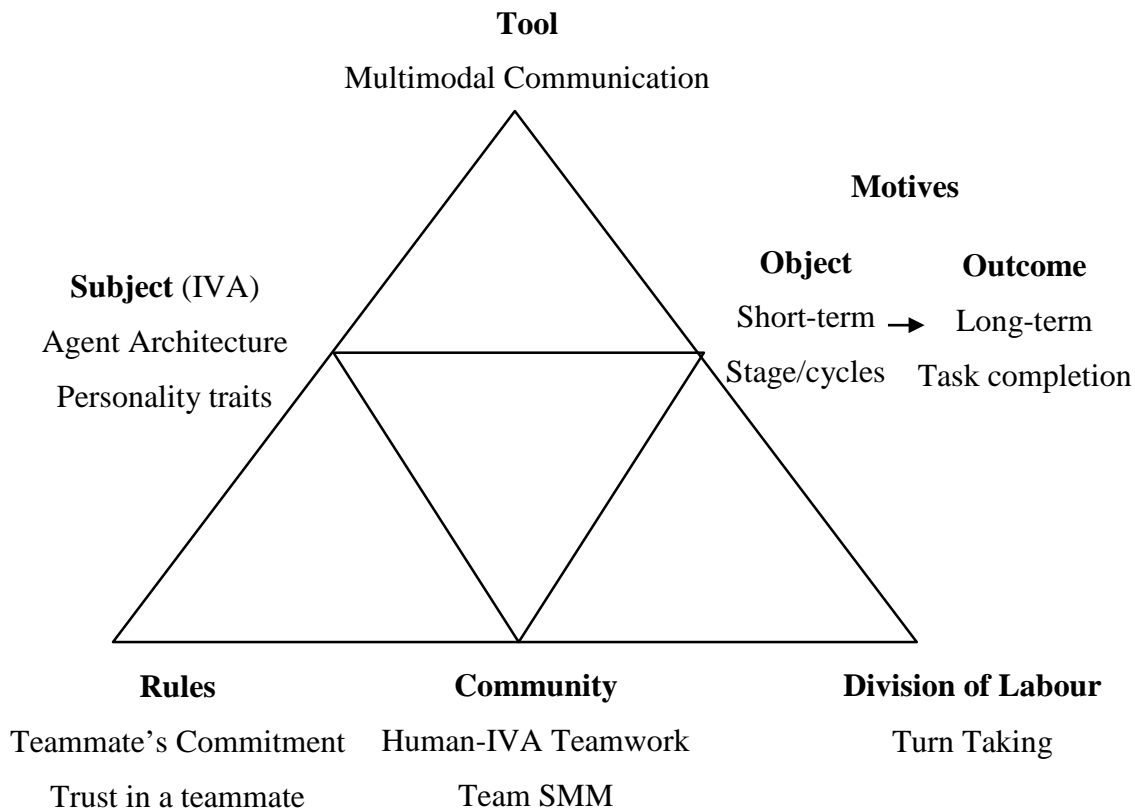 Tool
Multimodal Communication
Motives
Object
Short-term
Stage/cycles
Outcome
Long-term
Task completion
Subject (IVA)
Agent Architecture
Personality traits
Rules
Teammate’s Commitment
Trust in a teammate
Community
Human-IVA Teamwork
Team SMM
Division of Labour
Turn Taking